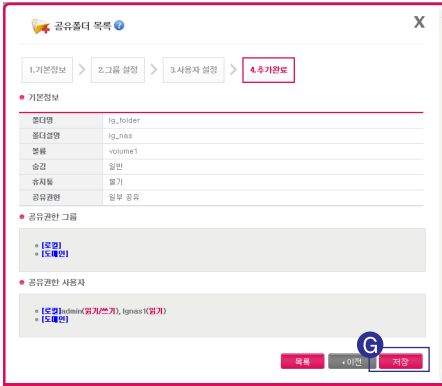 공유폴더 목록 ?
X
1.기본정보
2.그룹 설정
3.사용자 설정
4.추가완료
기본정보
폴더명 lg_folder
폴더설명 lg_nas
볼륨 volume1
숨김 일반
휴지통 불가
공유권한 일부 공유
공유권한 그룹
[로컬]
[도메인]
공유권한 사용자
[로컬]admin(읽기/쓰기), lgnas1(읽기)
[도메인]
G
목록 이전 저장